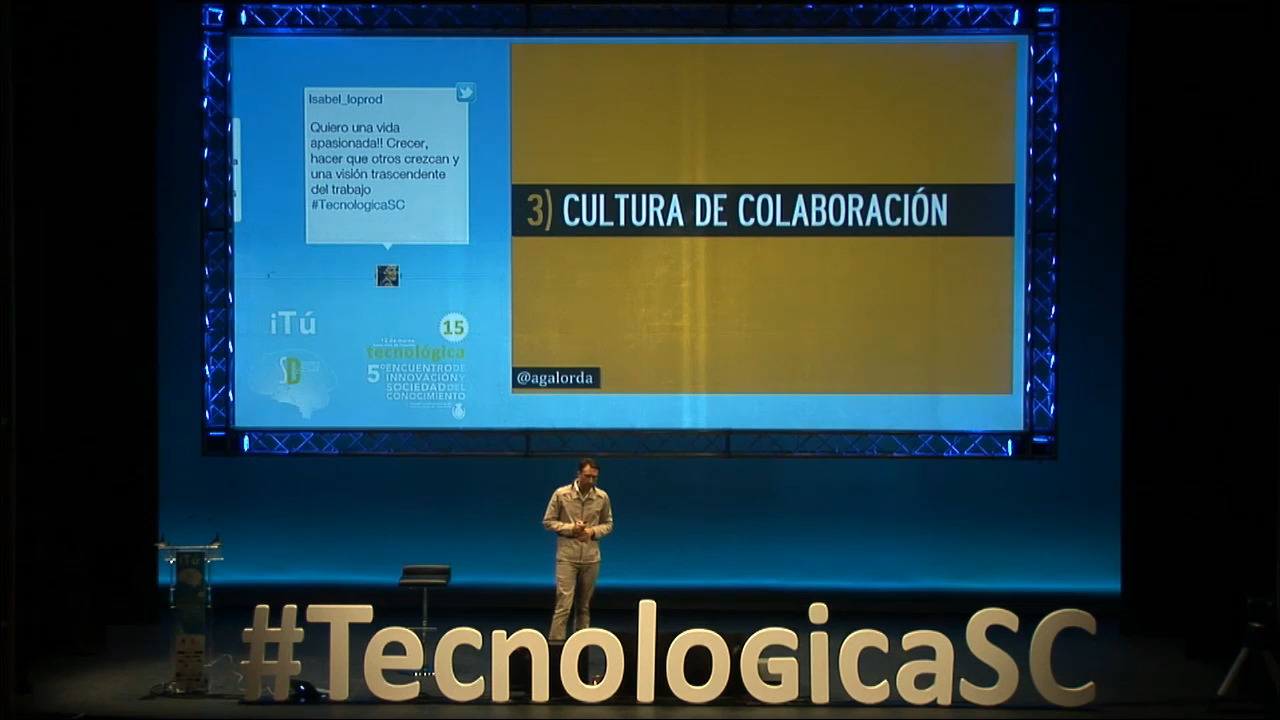 Isabel_loprod
Quiero una vida
apasionada!! Crecer,
hacer que otros crezcan y
una visión trascendente
del trabajo
#TecnologicaSC
3) CULTURA DE COLABORACIÓN
@agalorda
iTú
15
tecnológica
5º ENCUENTRO DE
INNOVACIÓN Y
SOCIEDAD DEL
CONOCIMIENTO
iTú
#TecnologicaSC